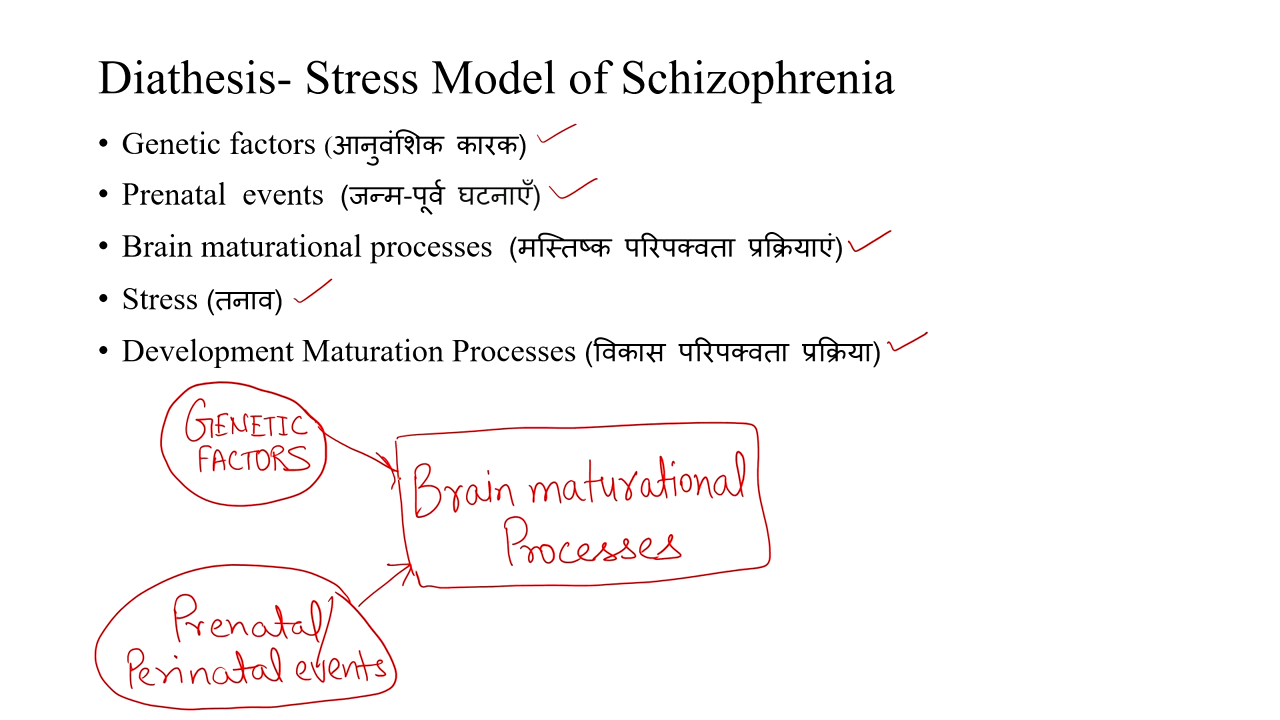 Diathesis- Stress Model of Schizophrenia
• Genetic factors (आनुवंशिक कारक)
• Prenatal events (जन्म-पूर्व घटनाएँ)
• Brain maturational processes (मस्तिष्क परिपक्वता प्रक्रियाएं)
• Stress (तनाव)
• Development Maturation Processes (विकास परिपक्वता प्रक्रिया)
GENETIC
FACTORS
Brain maturational
Processes
Prenatal/
Perinatal events